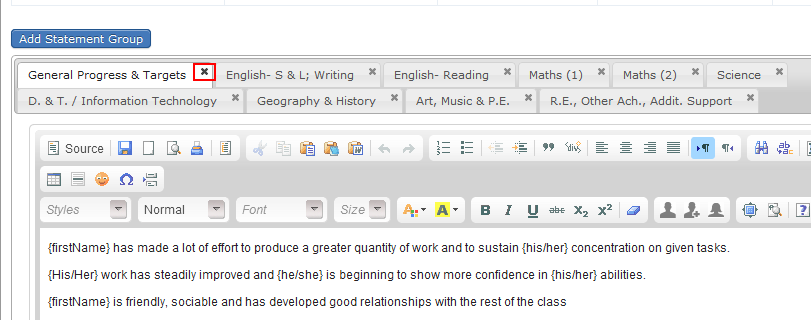 Add Statement Group
General Progress & Targets English- S & L; Writing English- Reading Maths (1) Maths (2) Science
D. & T. / Information Technology Geography & History Art, Music & P.E. R.E., Other Ach., Addit. Support
Source
Styles Normal Font Size A A B I U abc X₂ X²
{firstName} has made a lot of effort to produce a greater quantity of work and to sustain {his/her} concentration on given tasks.
{His/Her} work has steadily improved and {he/she} is beginning to show more confidence in {his/her} abilities.
{firstName} is friendly, sociable and has developed good relationships with the rest of the class